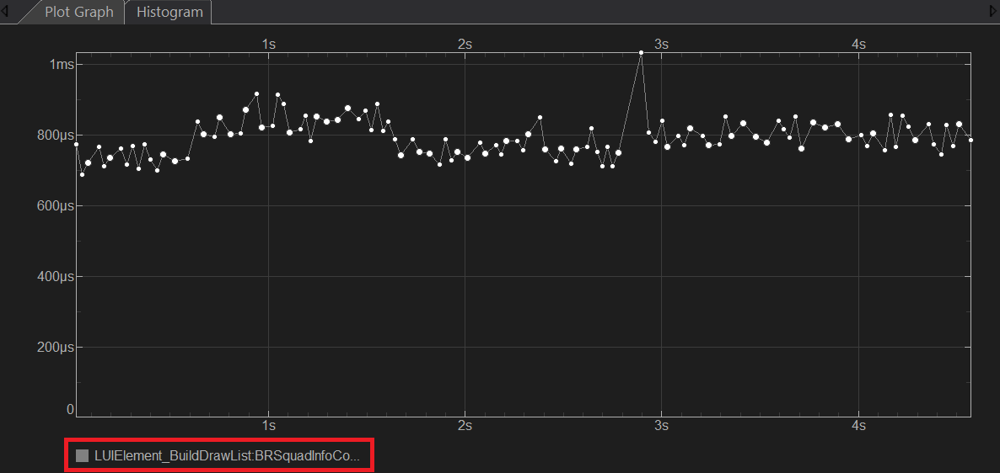 Plot Graph Histogram
1s 2s 3s 4s
1ms
800µs
600µs
400µs
200µs
0
1s 2s 3s 4s
LUIElement_BuildDrawList:BRSquadInfoCo...